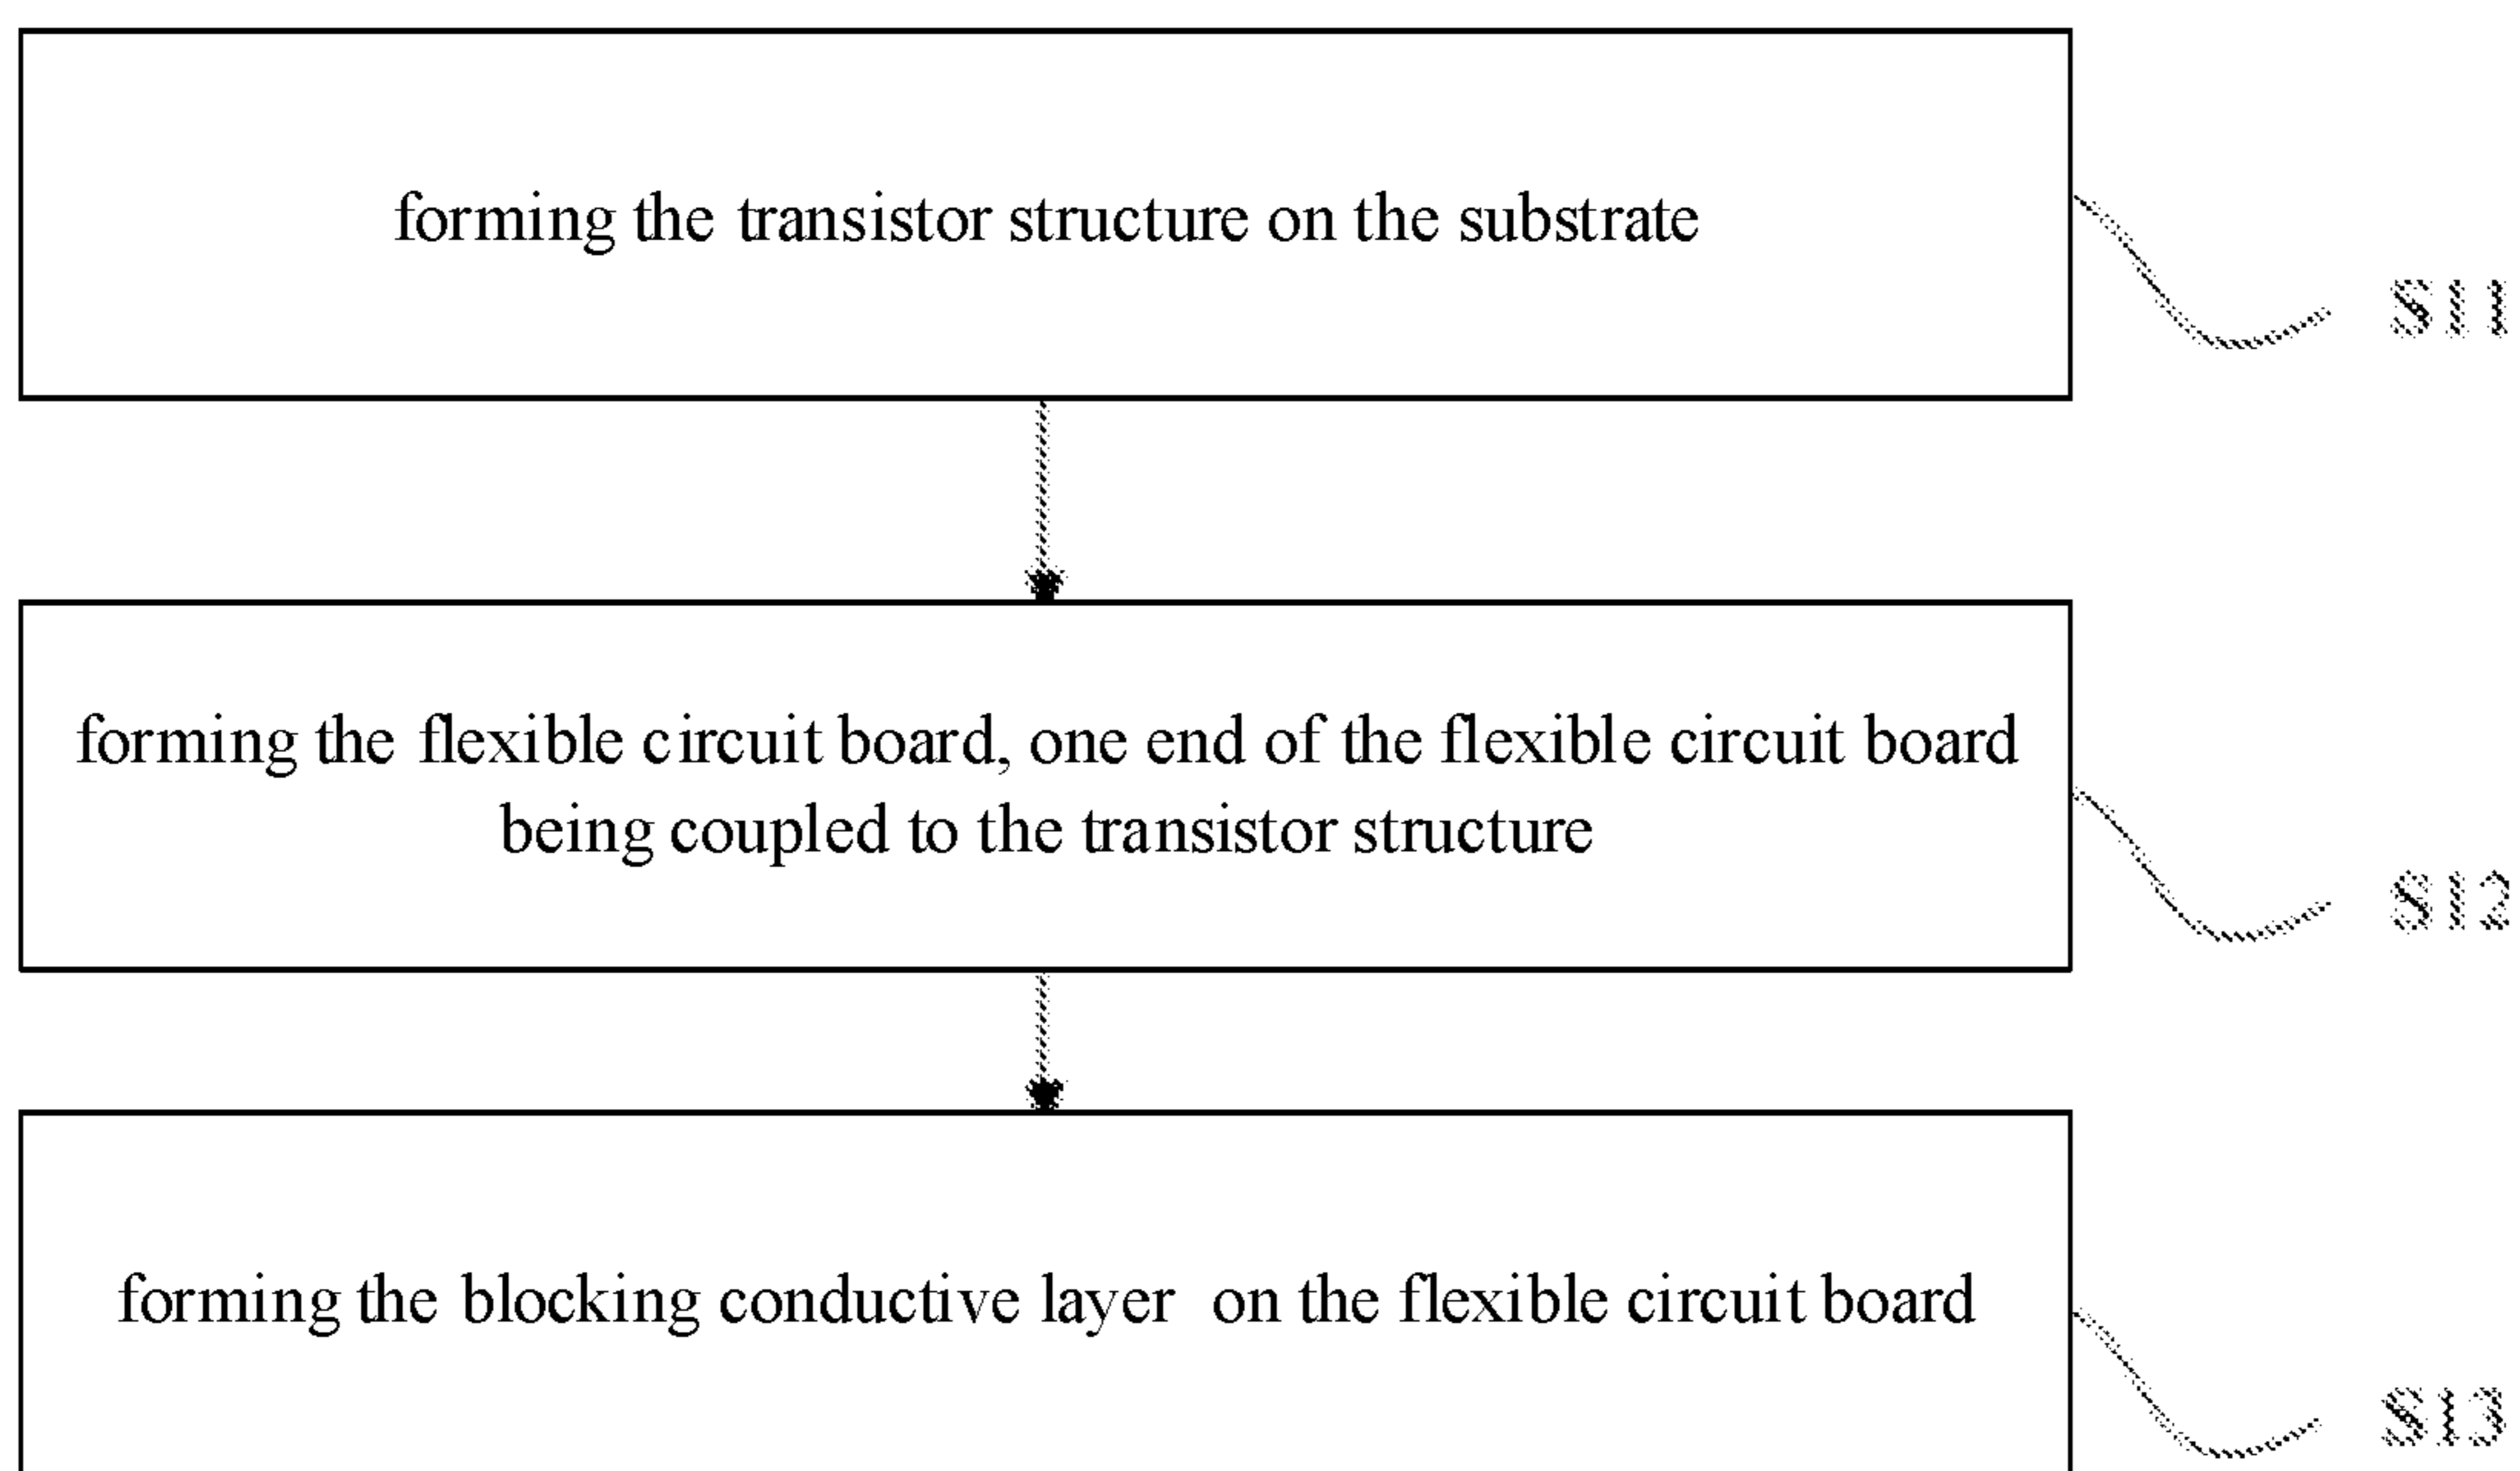 forming the transistor structure on the substrate
S11
forming the flexible circuit board, one end of the flexible circuit board
being coupled to the transistor structure
S12
forming the blocking conductive layer on the flexible circuit board
S13